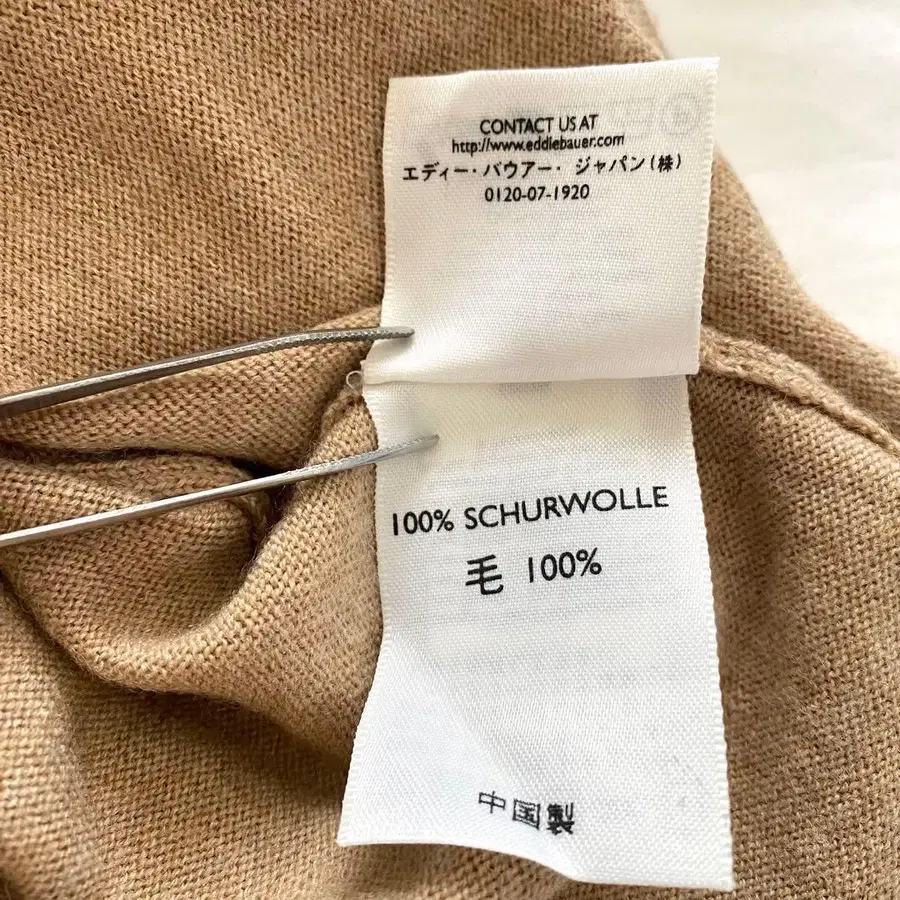 CONTACT US AT
http://www.eddiebauer.com
エディー・バウアー・ジャパン(株)
0120-07-1920
100% SCHURWOLLE
毛 100%
中国製